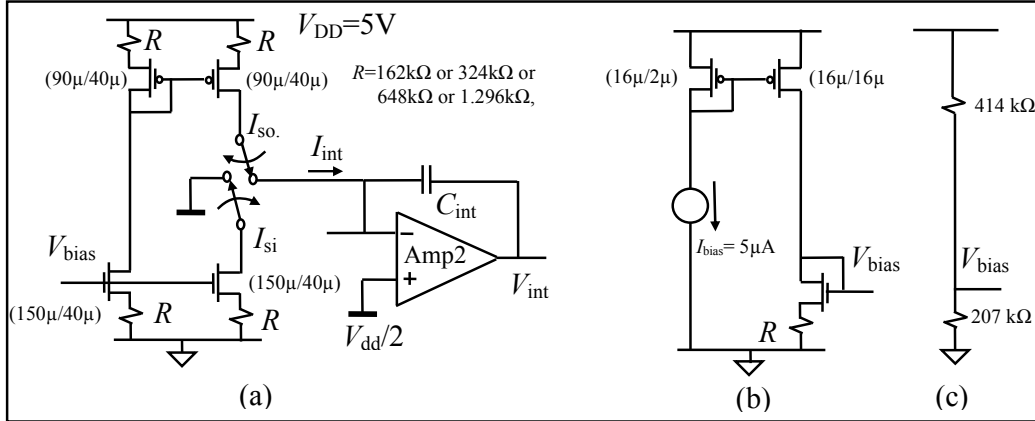 V_DD=5V
R
R
(90μ/40μ)
(90μ/40μ)
R=162kΩ or 324kΩ or
648kΩ or 1.296kΩ,
I_so.
I_int
C_int
I_si
V_bias
Amp2
−
+
V_int
(150μ/40μ)
(150μ/40μ)
R
R
V_dd/2
(a)
(16μ/2μ)
(16μ/16μ
I_bias= 5μA
V_bias
R
(b)
414 kΩ
V_bias
207 kΩ
(c)